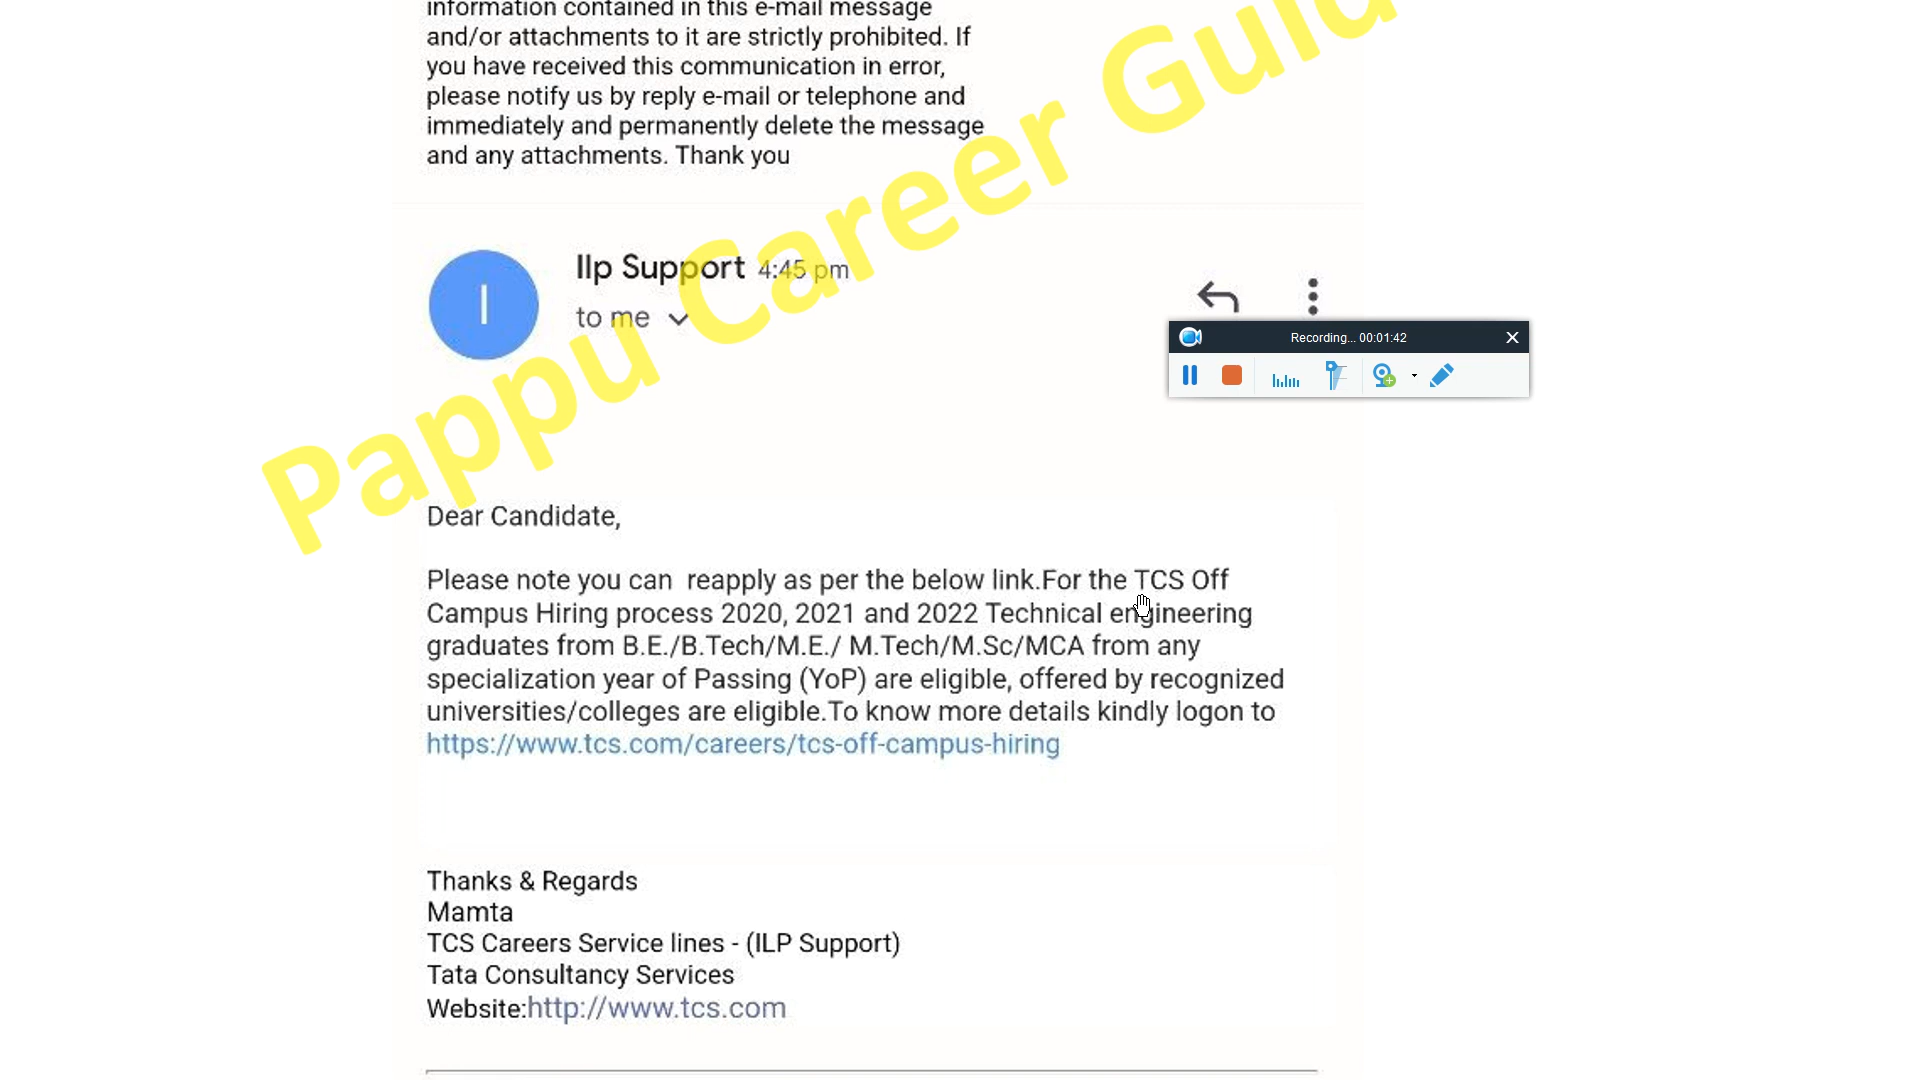 information contained in this e-mail message
and/or attachments to it are strictly prohibited. If
you have received this communication in error,
please notify us by reply e-mail or telephone and
immediately and permanently delete the message
and any attachments. Thank you
Pappu Career Guid
I
Ilp Support 4:45 pm
to me
Recording... 00:01:42
Dear Candidate,
Please note you can  reapply as per the below link.For the TCS Off
Campus Hiring process 2020, 2021 and 2022 Technical engineering
graduates from B.E./B.Tech/M.E./ M.Tech/M.Sc/MCA from any
specialization year of Passing (YoP) are eligible, offered by recognized
universities/colleges are eligible.To know more details kindly logon to
https://www.tcs.com/careers/tcs-off-campus-hiring
Thanks & Regards
Mamta
TCS Careers Service lines - (ILP Support)
Tata Consultancy Services
Website:http://www.tcs.com